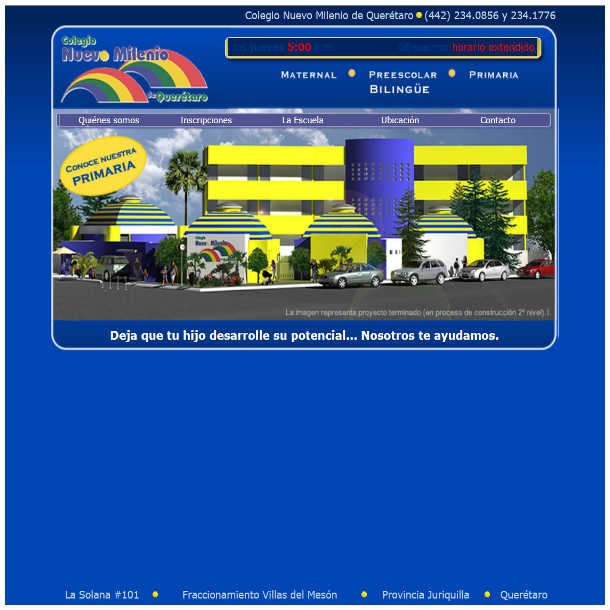 Colegio Nuevo Milenio de Querétaro (442) 234.0856 y 234.1776
Colegio
Nuevo Milenio
de Querétaro
jueves 5:00 horario extendido
Maternal Preescolar Primaria
Bilingüe
Quiénes somos Inscripciones La Escuela Ubicación Contacto
Conoce nuestra
PRIMARIA
Colegio
Nuevo Milenio
La imagen representa proyecto terminado (en proceso de construcción 2º nivel).
Deja que tu hijo desarrolle su potencial... Nosotros te ayudamos.
La Solana #101 Fraccionamiento Villas del Mesón Provincia Juriquilla Querétaro